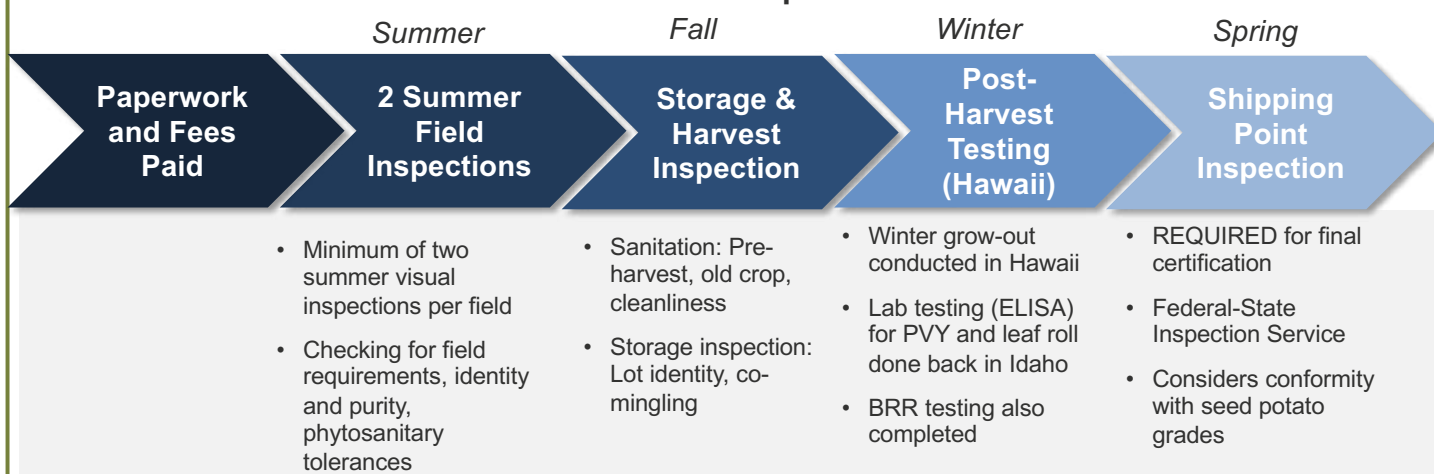 Summer
Fall
Winter
Spring
Paperwork
and Fees
Paid
2 Summer
Field
Inspections
Storage &
Harvest
Inspection
Post-
Harvest
Testing
(Hawaii)
Shipping
Point
Inspection
• Minimum of two
summer visual
inspections per field
• Checking for field
requirements, identity
and purity,
phytosanitary
tolerances
• Sanitation: Pre-
harvest, old crop,
cleanliness
• Storage inspection:
Lot identity, co-
mingling
• Winter grow-out
conducted in Hawaii
• Lab testing (ELISA)
for PVY and leaf roll
done back in Idaho
• BRR testing also
completed
• REQUIRED for final
certification
• Federal-State
Inspection Service
• Considers conformity
with seed potato
grades